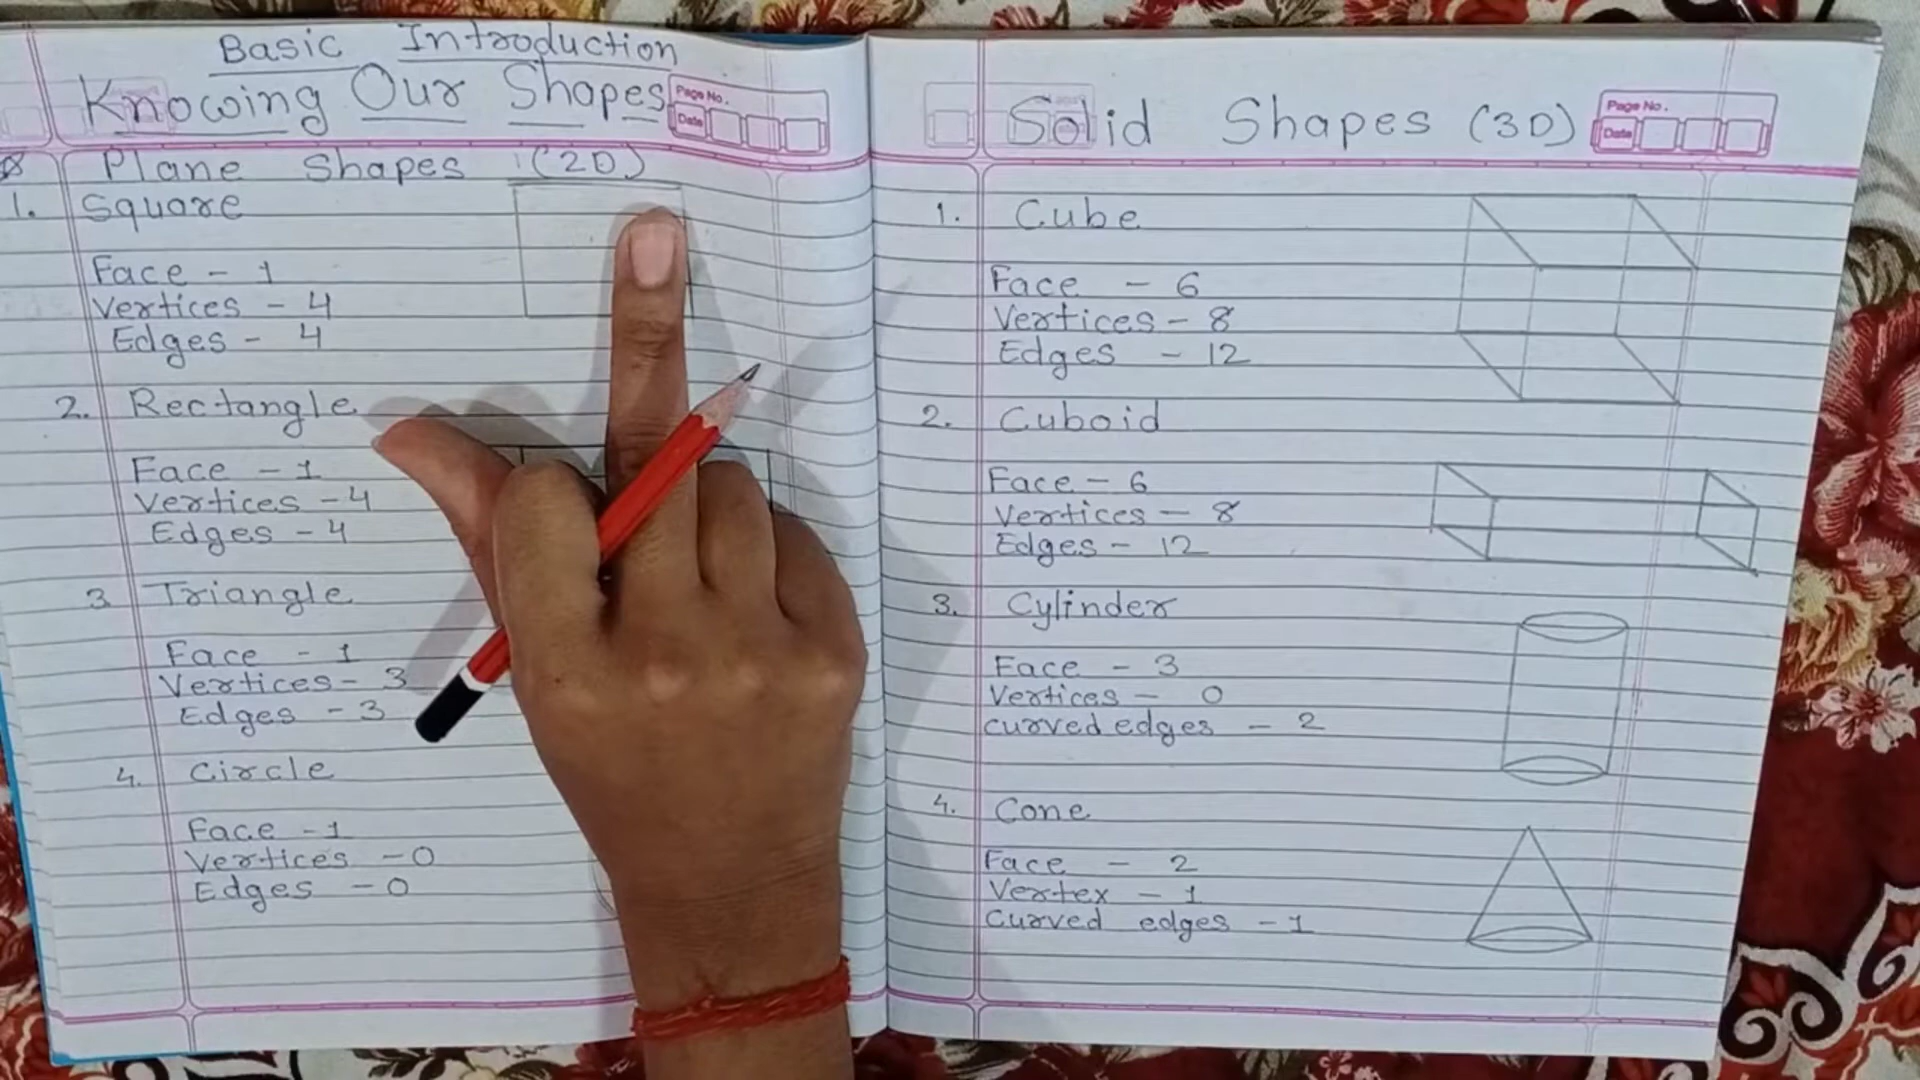 Basic Introduction
Knowing Our Shapes
Page No.
Date
Plane Shapes (2D)
1. Square
Face - 1
Vertices - 4
Edges - 4
2. Rectangle
Face - 1
Vertices - 4
Edges - 4
3 Triangle
Face - 1
Vertices - 3
Edges - 3
4. Circle
Face - 1
Vertices - 0
Edges - 0
Solid Shapes (3D)
Page No.
Date
1. Cube
Face - 6
Vertices - 8
Edges - 12
2. Cuboid
Face - 6
Vertices - 8
Edges - 12
3. Cylinder
Face - 3
Vertices - 0
curved edges - 2
4. Cone
Face - 2
Vertex - 1
Curved edges - 1